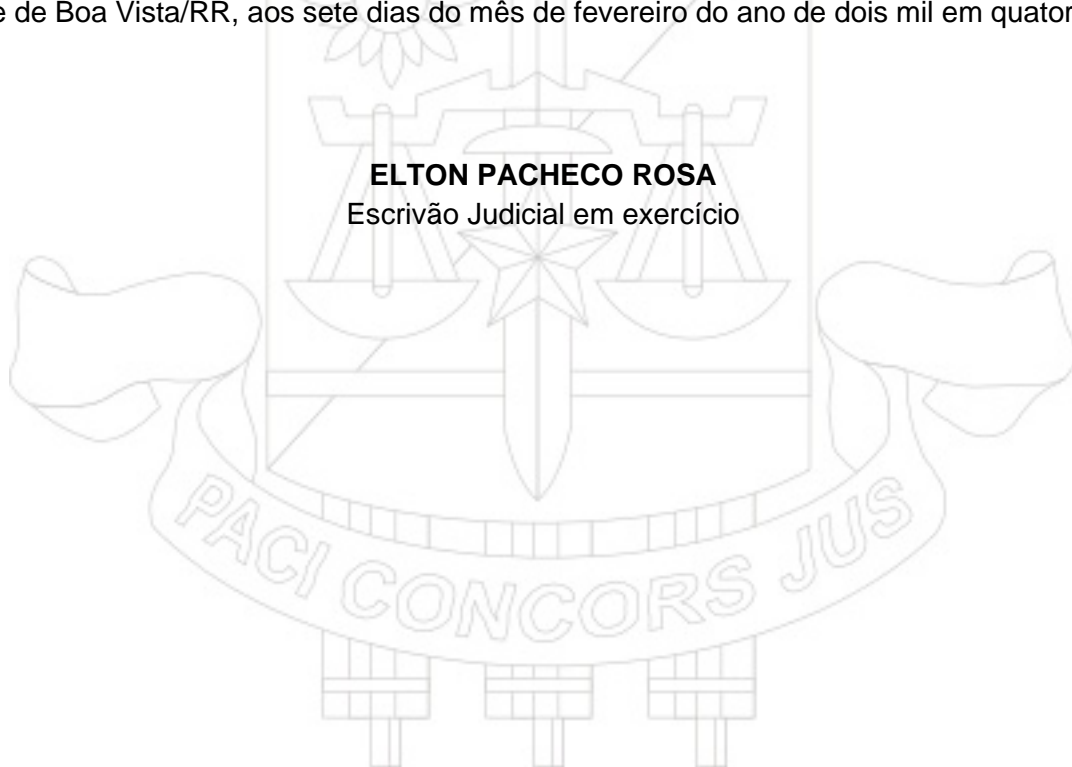 e de Boa Vista/RR, aos sete dias do mês de fevereiro do ano de dois mil em quator
ELTON PACHECO ROSA
Escrivão Judicial em exercício
PACI CONCORS JUS